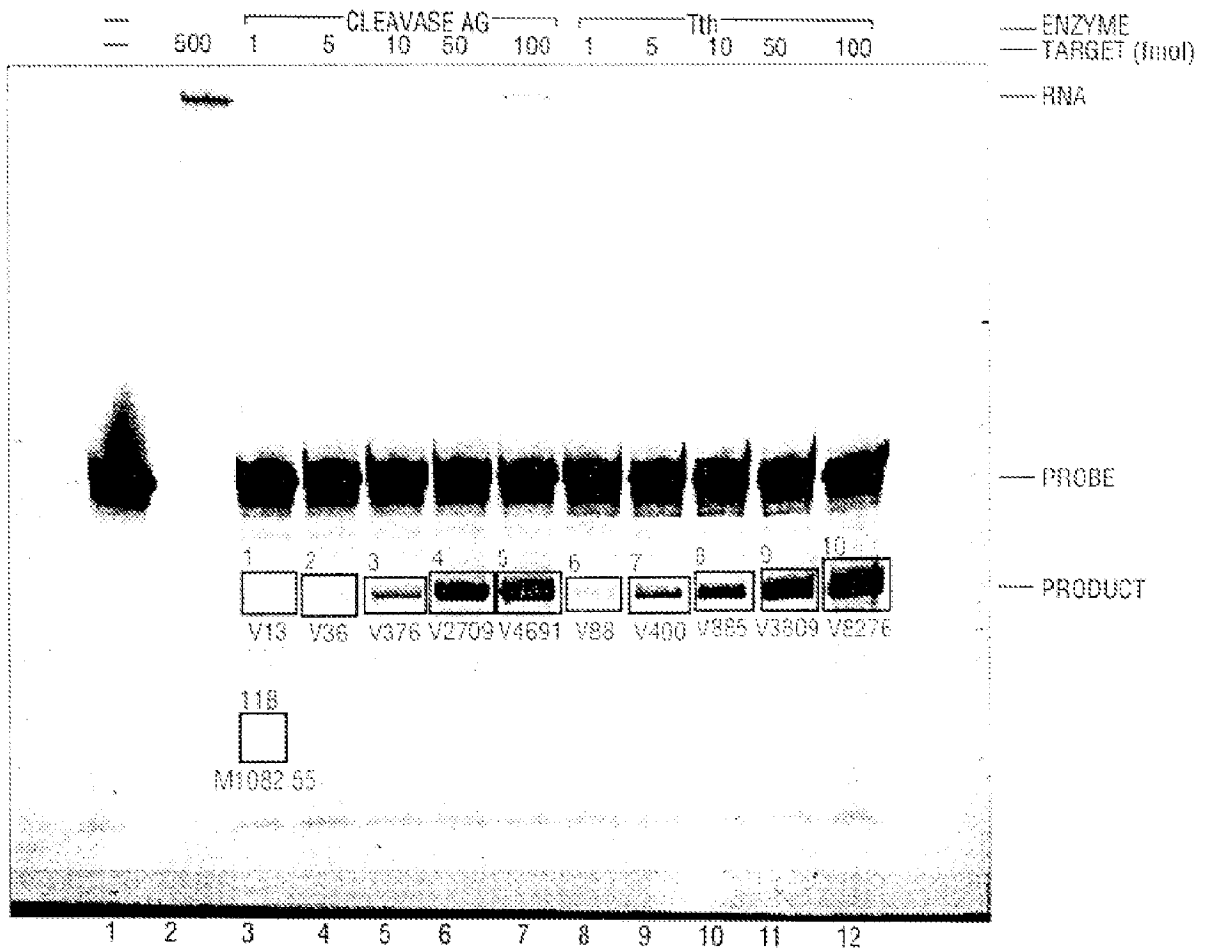 — CLEAVASE AG Tth ENZYME
— 500 1 5 10 50 100 1 5 10 50 100 TARGET (fmol)
RNA
PROBE
1 2 3 4 5 6 7 8 9 10
PRODUCT
V13 V36 V376 V2709 V4691 V88 V400 V885 V3809 V8276
11B
M1082.55
1 2 3 4 5 6 7 8 9 10 11 12